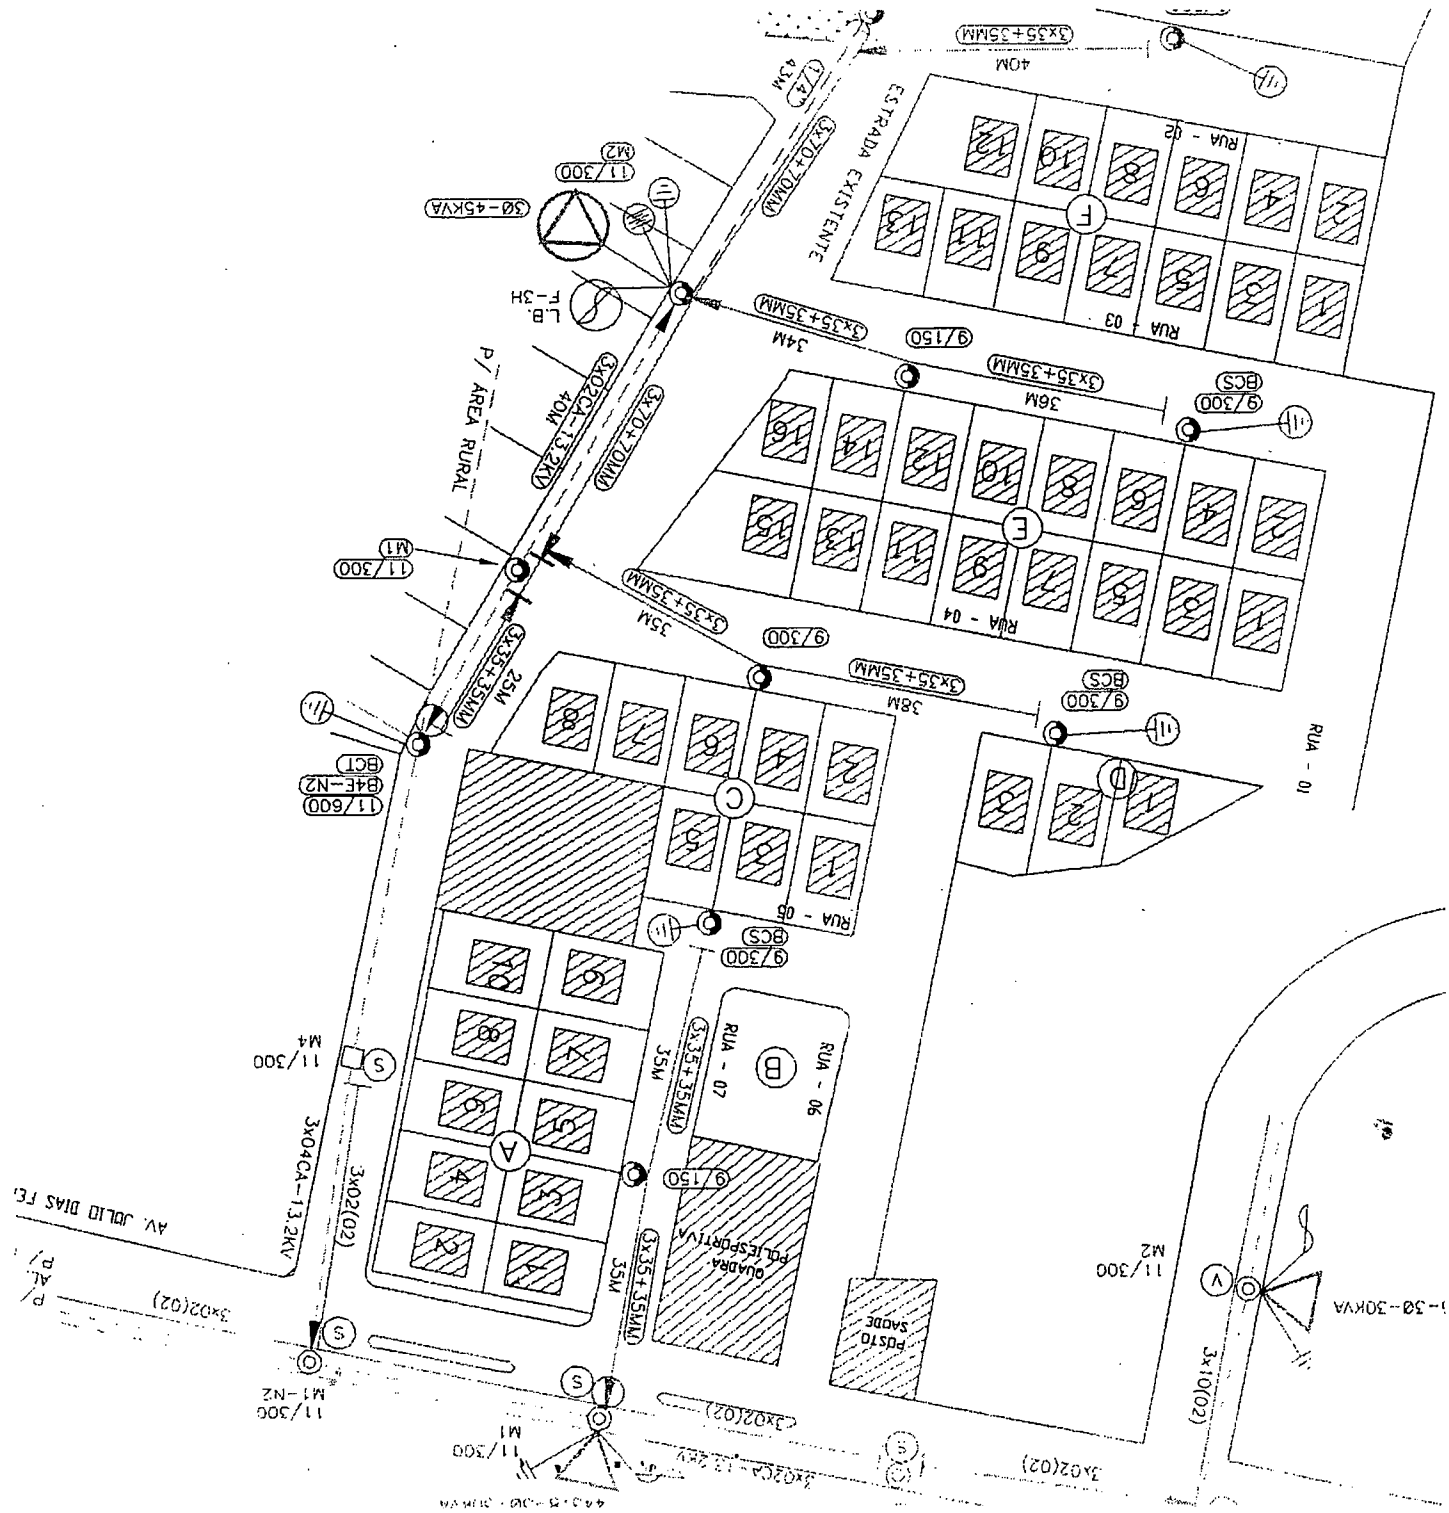 3x35+35MM
40M
1/4"
43M
3x70+70MM
ESTRADA EXISTENTE
RUA - 02
12
10
8
6
4
2
F
13
11
9
7
5
3
1
RUA - 03
11/300
M2
3Ø-45KVA
L.B.
F-3H
3x35+35MM
34M
9/150
3x35+35MM
36M
9/300
BCS
P/ ÁREA RURAL
3x02CA-13.2KV
40M
3x70+70MM
16
14
12
10
8
6
4
2
E
15
13
11
9
7
5
3
1
RUA - 04
11/300
M1
3x35+35MM
35M
9/300
3x35+35MM
38M
9/300
BCS
RUA - 01
3x35+35MM
25M
11/600
B4E-N2
BCT
8
7
6
4
2
C
5
3
1
RUA - 05
3
2
1
D
9/300
BCS
10
9
8
7
6
5
4
3
2
1
A
3x35+35MM
35M
RUA - 07
B
RUA - 06
11/300
M4
S
3x04CA-13.2KV
3x02(02)
9/150
3x35+35MM
35M
QUADRA
POLIESPORTIVA
POSTO
SAÚDE
11/300
M2
V
-3Ø-30KVA
3x10(02)
AV. JULIO DIAS FE
P/
AL.
P/
3x02(02)
S
11/300
M1-N2
S
11/300
M1
3x02(02)
3x02CA-13.2KV
3x02(02)